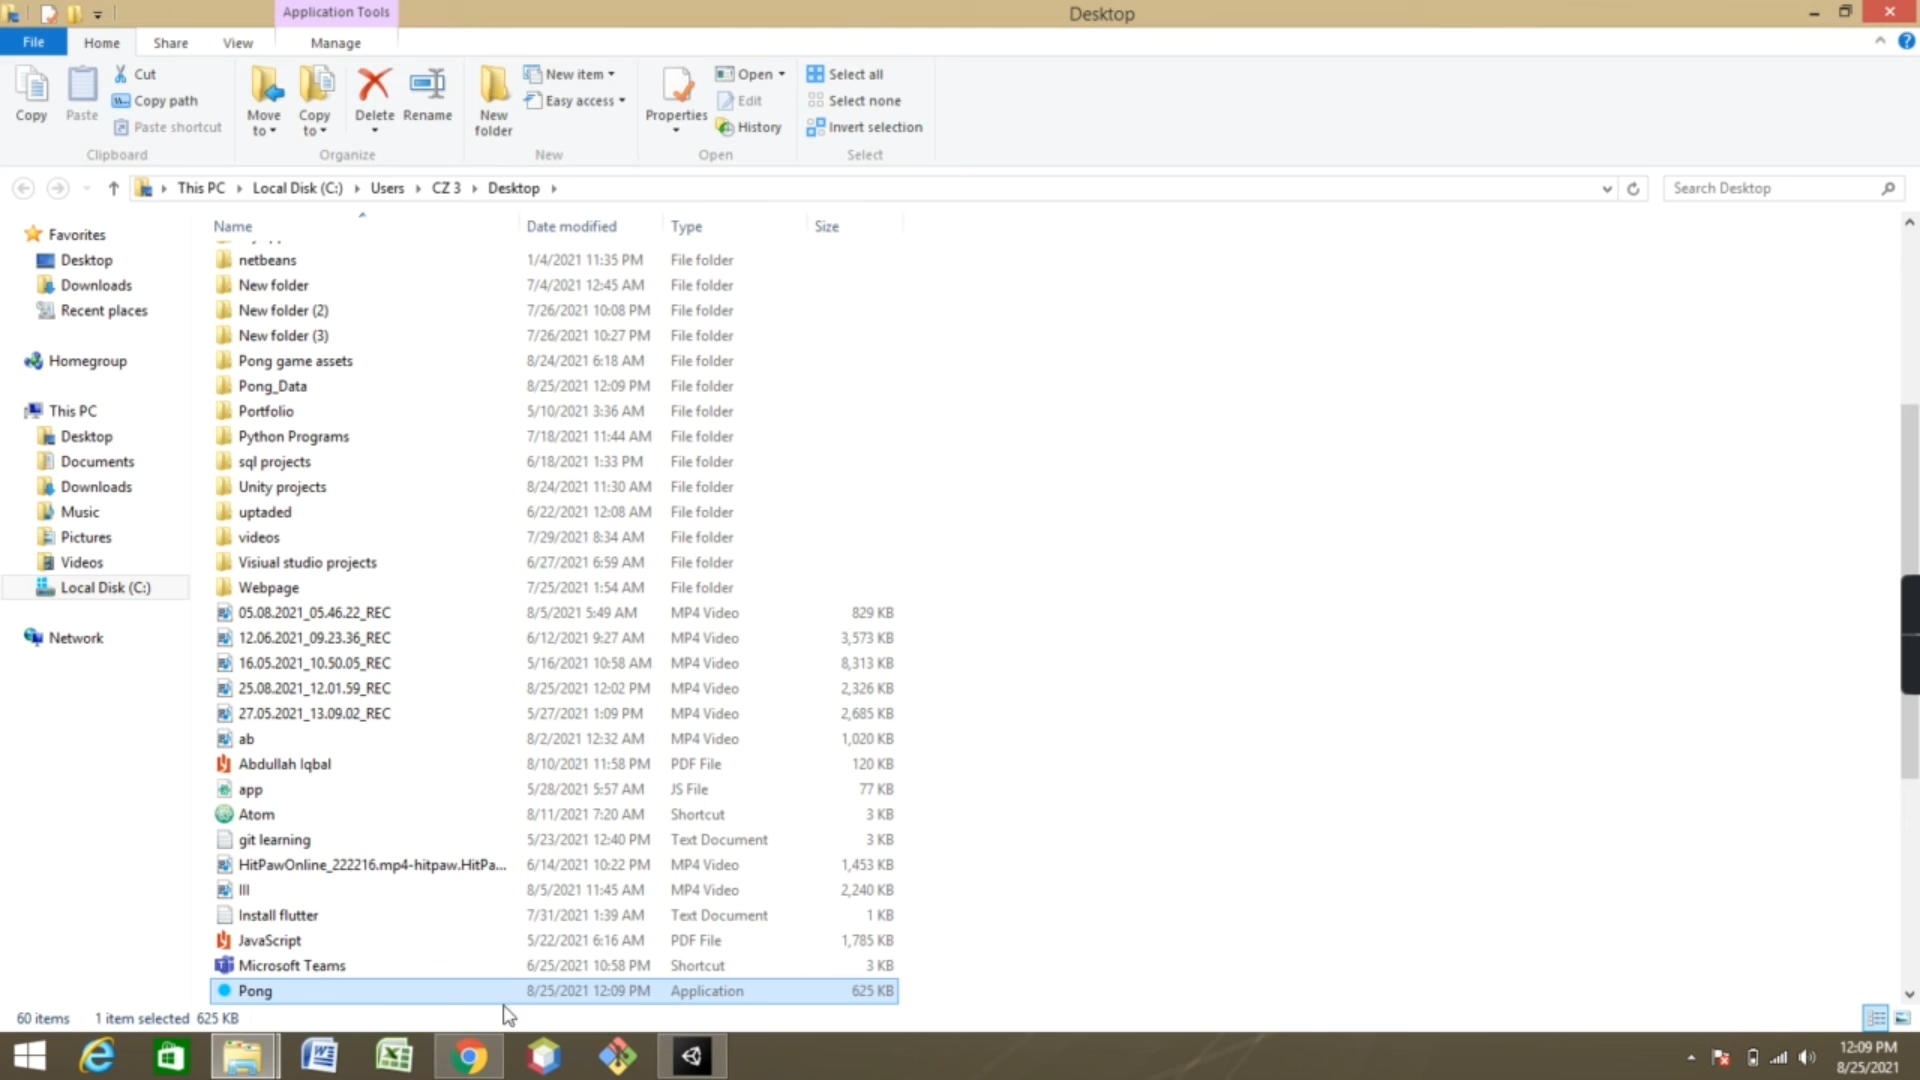 Application Tools
Desktop
File Home Share View Manage
Copy
Paste
Cut
Copy path
Paste shortcut
Clipboard
Move to
Copy to
Delete
Rename
Organize
New folder
New item
Easy access
New
Properties
Open
Edit
History
Open
Select all
Select none
Invert selection
Select
This PC Local Disk (C:) Users CZ 3 Desktop
Search Desktop
Favorites
Desktop
Downloads
Recent places
Homegroup
This PC
Desktop
Documents
Downloads
Music
Pictures
Videos
Local Disk (C:)
Network
Name Date modified Type Size
netbeans 1/4/2021 11:35 PM File folder
New folder 7/4/2021 12:45 AM File folder
New folder (2) 7/26/2021 10:08 PM File folder
New folder (3) 7/26/2021 10:27 PM File folder
Pong game assets 8/24/2021 6:18 AM File folder
Pong_Data 8/25/2021 12:09 PM File folder
Portfolio 5/10/2021 3:36 AM File folder
Python Programs 7/18/2021 11:44 AM File folder
sql projects 6/18/2021 1:33 PM File folder
Unity projects 8/24/2021 11:30 AM File folder
uptaded 6/22/2021 12:08 AM File folder
videos 7/29/2021 8:34 AM File folder
Visiual studio projects 6/27/2021 6:59 AM File folder
Webpage 7/25/2021 1:54 AM File folder
05.08.2021_05.46.22_REC 8/5/2021 5:49 AM MP4 Video 829 KB
12.06.2021_09.23.36_REC 6/12/2021 9:27 AM MP4 Video 3,573 KB
16.05.2021_10.50.05_REC 5/16/2021 10:58 AM MP4 Video 8,313 KB
25.08.2021_12.01.59_REC 8/25/2021 12:02 PM MP4 Video 2,326 KB
27.05.2021_13.09.02_REC 5/27/2021 1:09 PM MP4 Video 2,685 KB
ab 8/2/2021 12:32 AM MP4 Video 1,020 KB
Abdullah Iqbal 8/10/2021 11:58 PM PDF File 120 KB
app 5/28/2021 5:57 AM JS File 77 KB
Atom 8/11/2021 7:20 AM Shortcut 3 KB
git learning 5/23/2021 12:40 PM Text Document 3 KB
HitPawOnline_222216.mp4-hitpaw.HitPa... 6/14/2021 10:22 PM MP4 Video 1,453 KB
lll 8/5/2021 11:45 AM MP4 Video 2,240 KB
Install flutter 7/31/2021 1:39 AM Text Document 1 KB
JavaScript 5/22/2021 6:16 AM PDF File 1,785 KB
Microsoft Teams 6/25/2021 10:58 PM Shortcut 3 KB
Pong 8/25/2021 12:09 PM Application 625 KB
60 items 1 item selected 625 KB
12:09 PM
8/25/2021